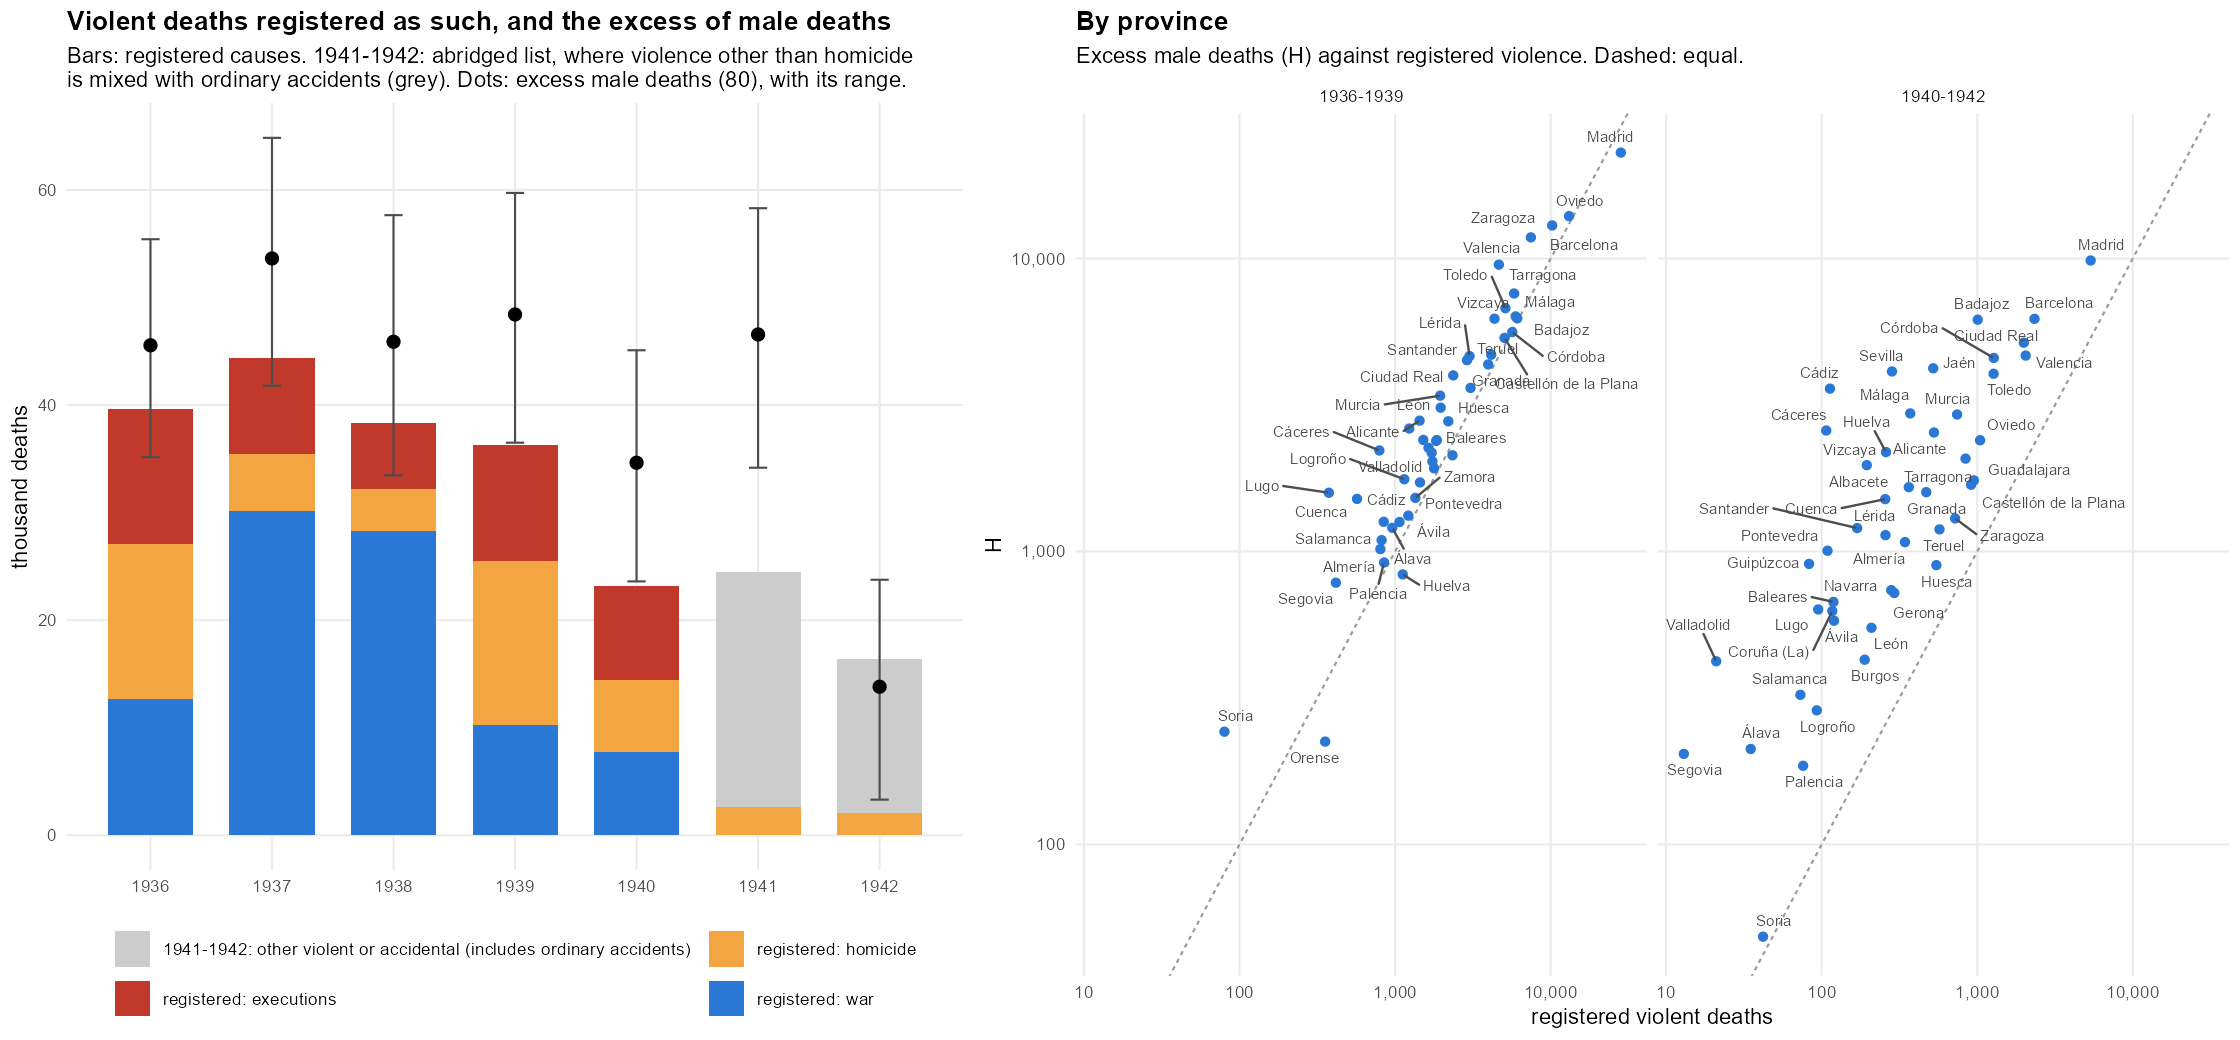 Violent deaths registered as such, and the excess of male deaths
Bars: registered causes. 1941-1942: abridged list, where violence other than homicide
is mixed with ordinary accidents (grey). Dots: excess male deaths (80), with its range.
thousand deaths
60
40
20
0
1936
1937
1938
1939
1940
1941
1942
1941-1942: other violent or accidental (includes ordinary accidents)
registered: homicide
registered: executions
registered: war
By province
Excess male deaths (H) against registered violence. Dashed: equal.
1936-1939
1940-1942
H
10,000
1,000
100
Madrid
Oviedo
Zaragoza
Barcelona
Valencia
Toledo
Tarragona
Vizcaya
Málaga
Lérida
Badajoz
Santander
Teruel
Córdoba
Ciudad Real
Granada
Castellón de la Plana
Murcia
León
Huesca
Cáceres
Alicante
Baleares
Logroño
Valladolid
Zamora
Lugo
Cádiz
Pontevedra
Cuenca
Ávila
Salamanca
Álava
Almería
Palencia
Huelva
Segovia
Soria
Orense
Madrid
Badajoz
Barcelona
Córdoba
Ciudad Real
Sevilla
Jaén
Valencia
Cádiz
Toledo
Málaga
Murcia
Cáceres
Huelva
Oviedo
Vizcaya
Alicante
Guadalajara
Albacete
Tarragona
Castellón de la Plana
Santander
Cuenca
Lérida
Granada
Zaragoza
Pontevedra
Teruel
Almería
Guipúzcoa
Huesca
Navarra
Baleares
Gerona
Valladolid
Lugo
Ávila
León
Coruña (La)
Burgos
Salamanca
Logroño
Álava
Segovia
Palencia
Soria
10
100
1,000
10,000
10
100
1,000
10,000
registered violent deaths